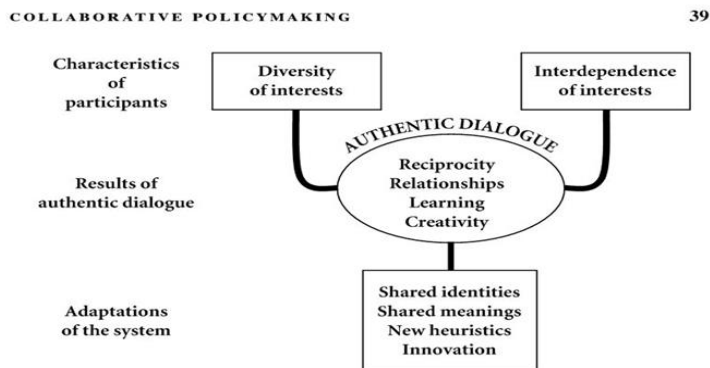 COLLABORATIVE POLICYMAKING 39
Characteristics
of
participants
Diversity
of interests
Interdependence
of interests
AUTHENTIC DIALOGUE
Results of
authentic dialogue
Reciprocity
Relationships
Learning
Creativity
Adaptations
of the system
Shared identities
Shared meanings
New heuristics
Innovation